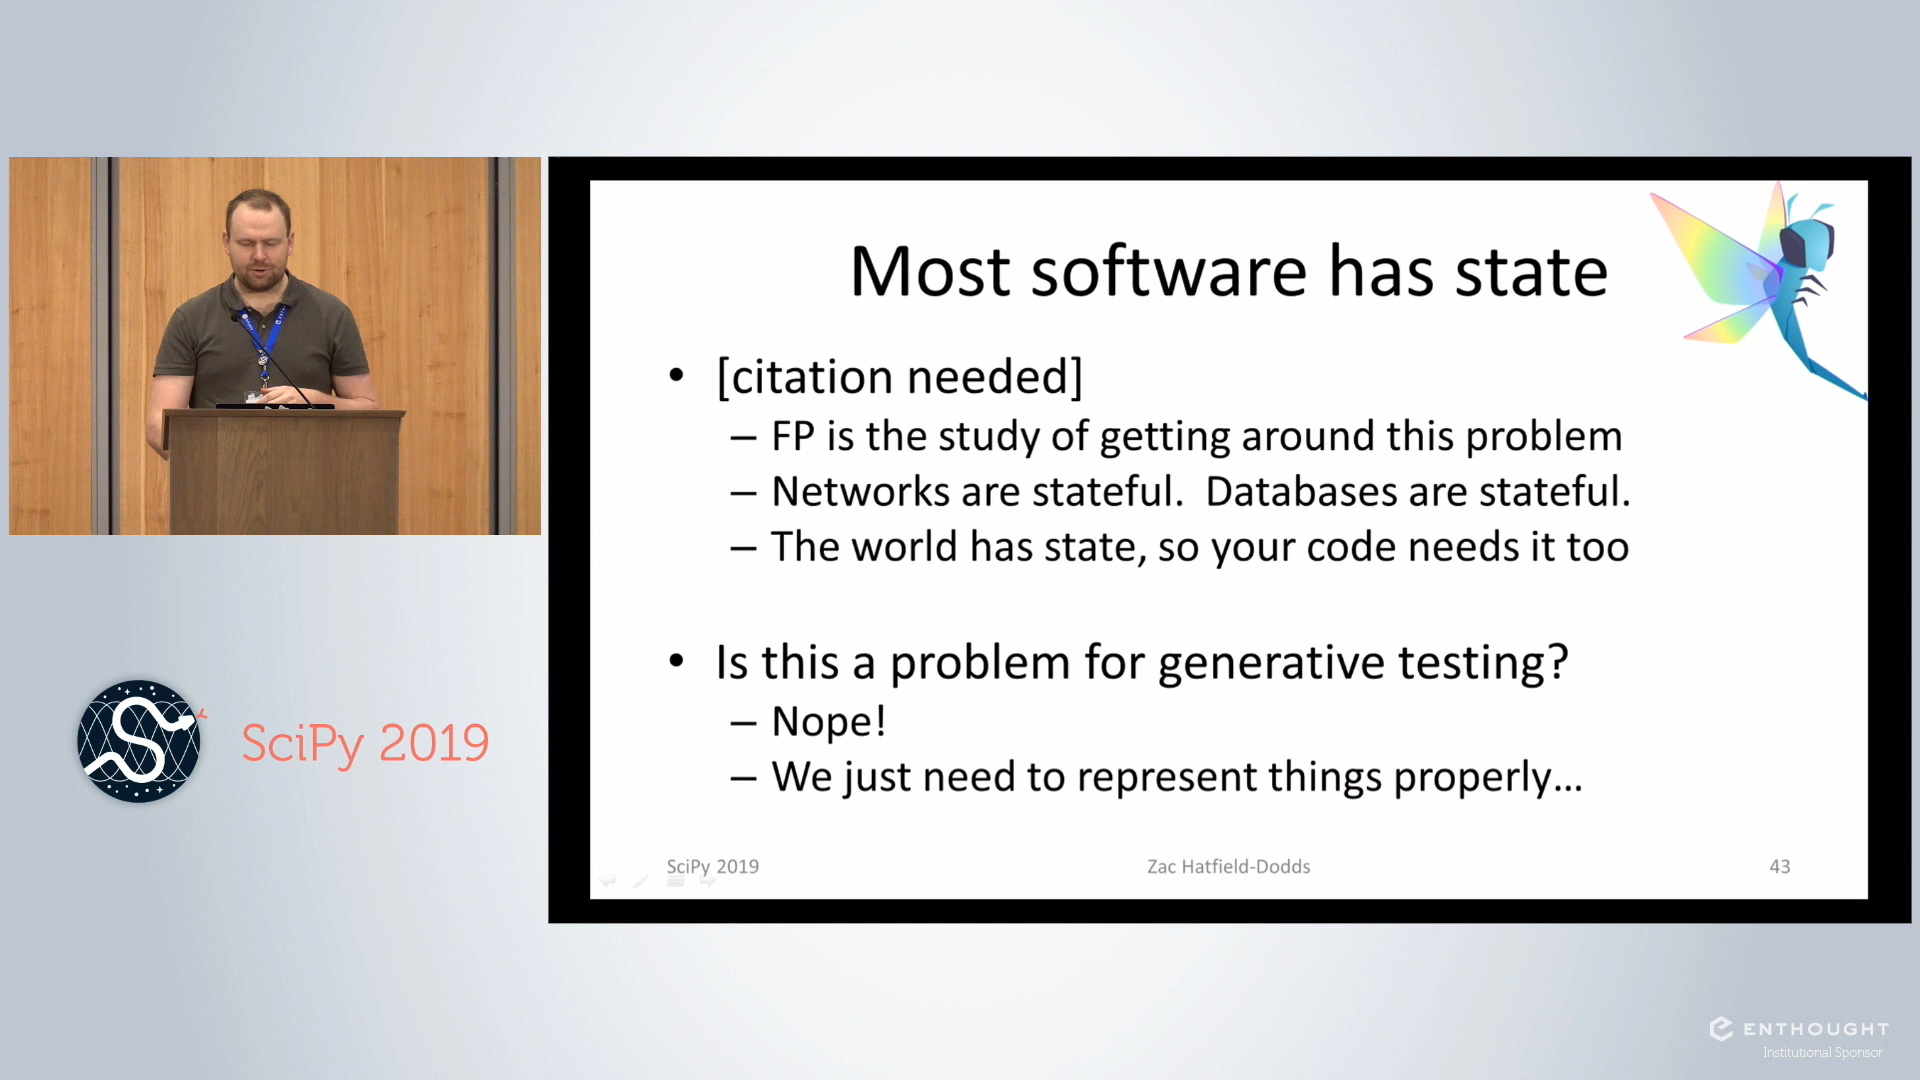 Most software has state
• [citation needed]
– FP is the study of getting around this problem
– Networks are stateful.  Databases are stateful.
– The world has state, so your code needs it too
• Is this a problem for generative testing?
– Nope!
– We just need to represent things properly...
SciPy 2019
Zac Hatfield-Dodds
43
SciPy 2019
ENTHOUGHT
Institutional Sponsor